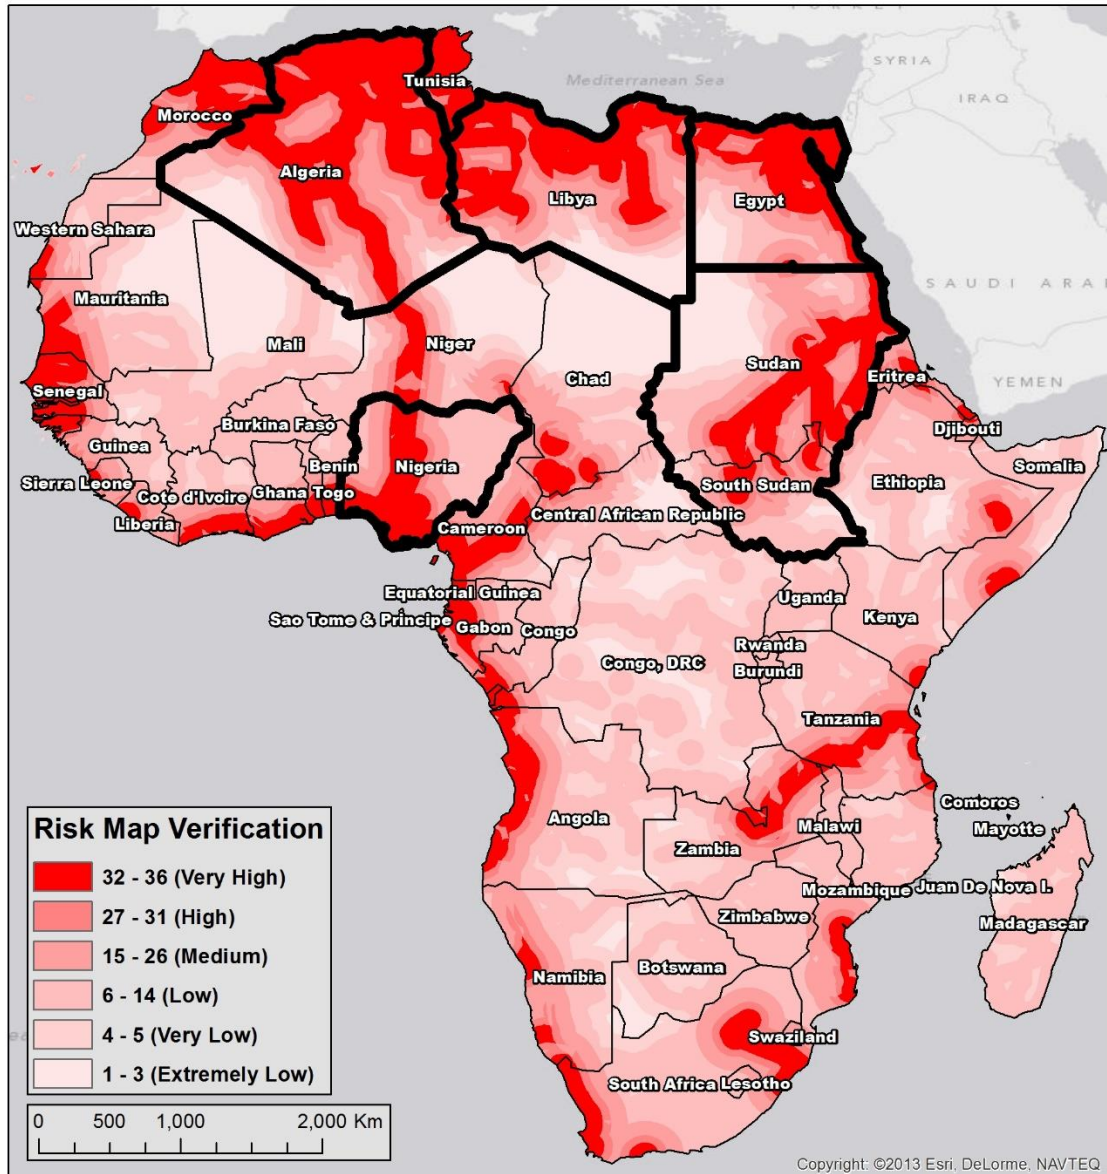 TURKEY
SYRIA
Mediterranean Sea
IRAQ
Tunisia
Morocco
Algeria
Libya
Egypt
Western Sahara
SAUDI ARA
Mauritania
Mali
Niger
Chad
Sudan
Eritrea
YEMEN
Senegal
Burkina Faso
Djibouti
Guinea
Benin
Nigeria
Somalia
Sierra Leone
Cote d'Ivoire
Ghana
Togo
South Sudan
Ethiopia
Liberia
Cameroon
Central African Republic
Equatorial Guinea
Uganda
Sao Tome & Principe
Gabon
Congo
Kenya
Rwanda
Congo, DRC
Burundi
Tanzania
Comoros
Mayotte
Angola
Malawi
Zambia
Mozambique
Juan De Nova I.
Zimbabwe
Madagascar
Namibia
Botswana
Swaziland
South Africa
Lesotho
Risk Map Verification
32 - 36 (Very High)
27 - 31 (High)
15 - 26 (Medium)
6 - 14 (Low)
4 - 5 (Very Low)
1 - 3 (Extremely Low)
0 500 1,000 2,000 Km
Copyright: ©2013 Esri, DeLorme, NAVTEQ